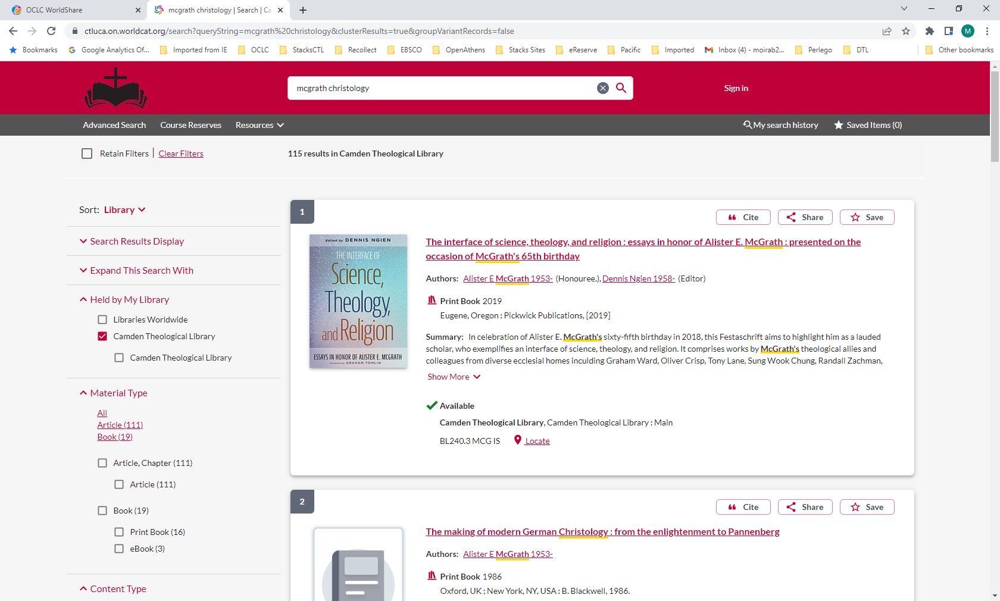 OCLC WorldShare
mcgrath christology | Search | Ca
ctluca.on.worldcat.org/search?queryString=mcgrath%20christology&clusterResults=true&groupVariantRecords=false
M
Bookmarks Google Analytics Of... Imported from IE OCLC StacksCTL Recollect EBSCO OpenAthens Stacks Sites eReserve Pacific Imported Inbox (4) - moirab2... Perlego DTL Other bookmarks
mcgrath christology
Sign in
Advanced Search Course Reserves Resources My search history Saved Items (0)
Retain Filters | Clear Filters
115 results in Camden Theological Library
Sort: Library
Search Results Display
Expand This Search With
Held by My Library
Libraries Worldwide
Camden Theological Library
Camden Theological Library
Material Type
All
Article (111)
Book (19)
Article, Chapter (111)
Article (111)
Book (19)
Print Book (16)
eBook (3)
Content Type
1
Cite Share Save
Edited by DENNIS NGIEN
THE INTERFACE OF
Science,
Theology,
and Religion
ESSAYS IN HONOR OF ALISTER E. MCGRATH
Foreword by GRAHAM TOMLIN
The interface of science, theology, and religion : essays in honor of Alister E. McGrath : presented on the
occasion of McGrath's 65th birthday
Authors: Alister E McGrath 1953- (Honouree.), Dennis Ngien 1958- (Editor)
Print Book 2019
Eugene, Oregon : Pickwick Publications, [2019]
Summary: In celebration of Alister E. McGrath's sixty-fifth birthday in 2018, this Festaschrift aims to highlight him as a lauded
scholar, who exemplifies an interface of science, theology, and religion. It comprises works by McGrath's theological allies and
colleagues from diverse ecclesial homes inculding Graham Ward, Oliver Crisp, Tony Lane, Sung Wook Chung, Randall Zachman,
Show More
Available
Camden Theological Library, Camden Theological Library : Main
BL240.3 MCG IS Locate
2
Cite Share Save
The making of modern German Christology : from the enlightenment to Pannenberg
Authors: Alister E McGrath 1953-
Print Book 1986
Oxford, UK ; New York, NY, USA : B. Blackwell, 1986.